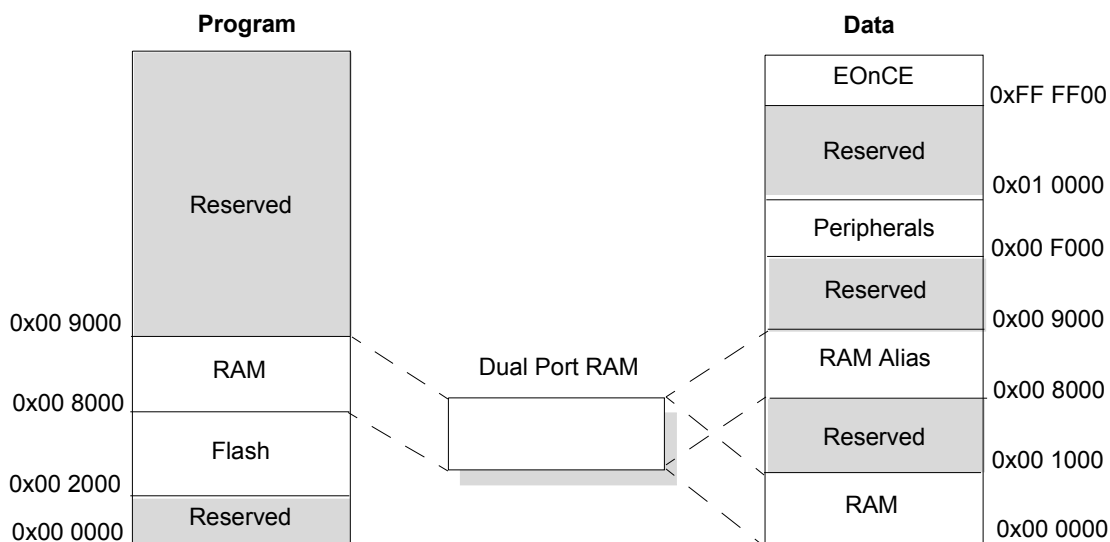 Program
Reserved
0x00 9000
RAM
0x00 8000
Flash
0x00 2000
Reserved
0x00 0000
Dual Port RAM
Data
EOnCE
0xFF FF00
Reserved
0x01 0000
Peripherals
0x00 F000
Reserved
0x00 9000
RAM Alias
0x00 8000
Reserved
0x00 1000
RAM
0x00 0000